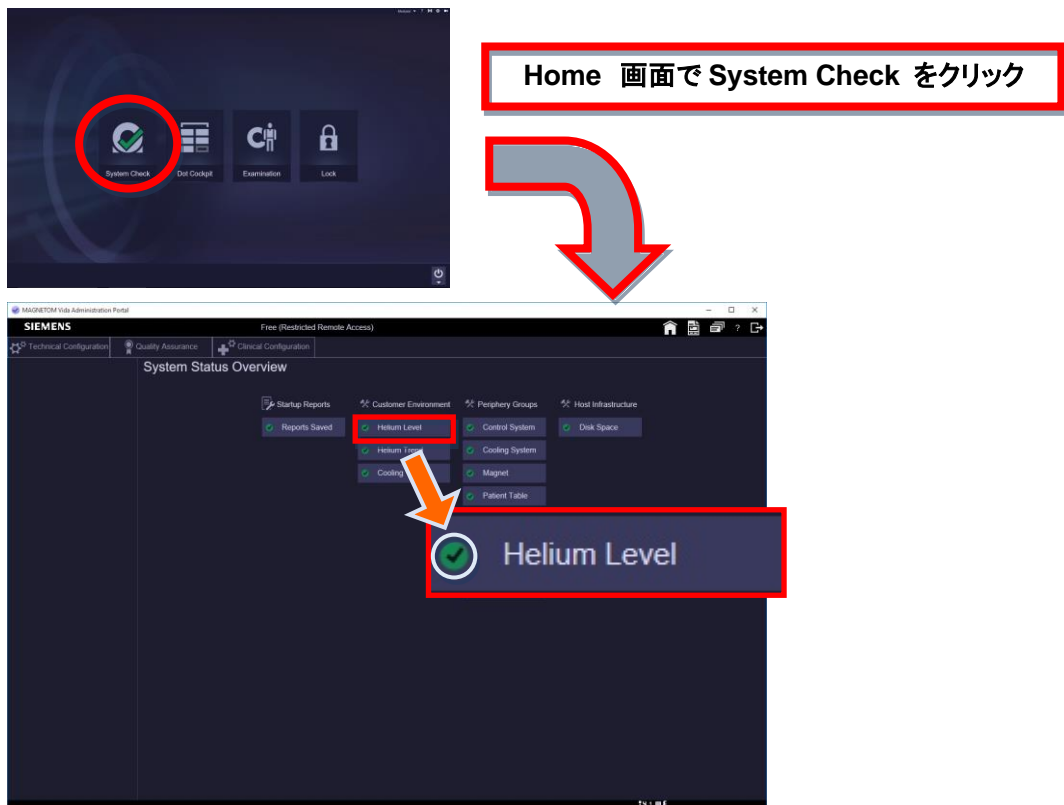 Home 画面で System Check をクリック
System Check
Dot Cockpit
Examination
Lock
MAGNETOM Vida Administration Portal
SIEMENS
Free (Restricted Remote Access)
?
Technical Configuration
Quality Assurance
Clinical Configuration
System Status Overview
Startup Reports
Customer Environment
Periphery Groups
Host Infrastructure
Reports Saved
Helium Level
Control System
Disk Space
Helium Trend
Cooling System
Cooling
Magnet
Patient Table
Helium Level